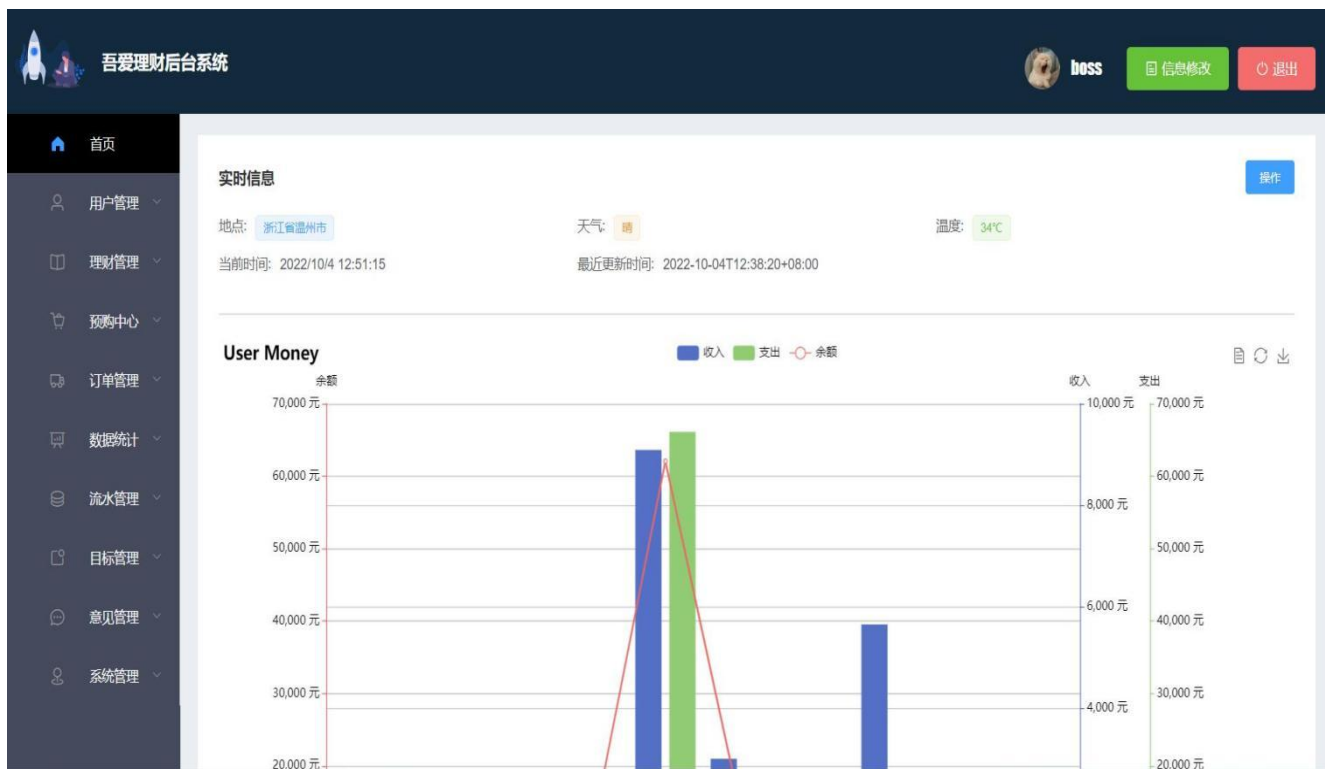 吾爱理财后台系统
boss
信息修改
退出
首页
用户管理
理财管理
预购中心
订单管理
数据统计
流水管理
目标管理
意见管理
系统管理
实时信息
操作
地点: 浙江省温州市
天气: 晴
温度: 34℃
当前时间: 2022/10/4 12:51:15
最近更新时间: 2022-10-04T12:38:20+08:00
User Money
收入 支出 余额
余额
70,000 元
60,000 元
50,000 元
40,000 元
30,000 元
20,000 元
收入
10,000 元
8,000 元
6,000 元
4,000 元
支出
70,000 元
60,000 元
50,000 元
40,000 元
30,000 元
20,000 元